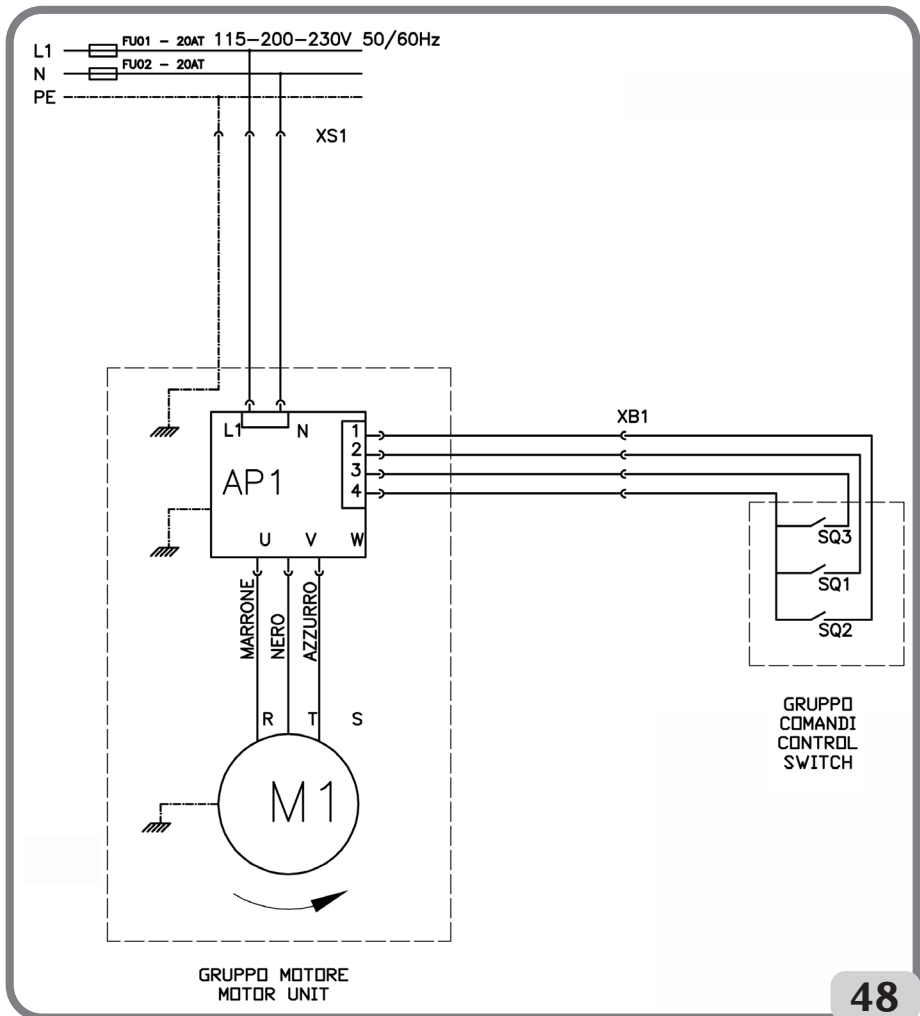 L1 FU01 - 20AT 115-200-230V 50/60Hz
N FU02 - 20AT
PE
XS1
XB1
L1 N 1
2
3
4
AP1
U V W
SQ3
SQ1
SQ2
MARRONE
NERO
AZZURRO
R T S
M1
GRUPPO
COMANDI
CONTROL
SWITCH
GRUPPO MOTORE
MOTOR UNIT
48